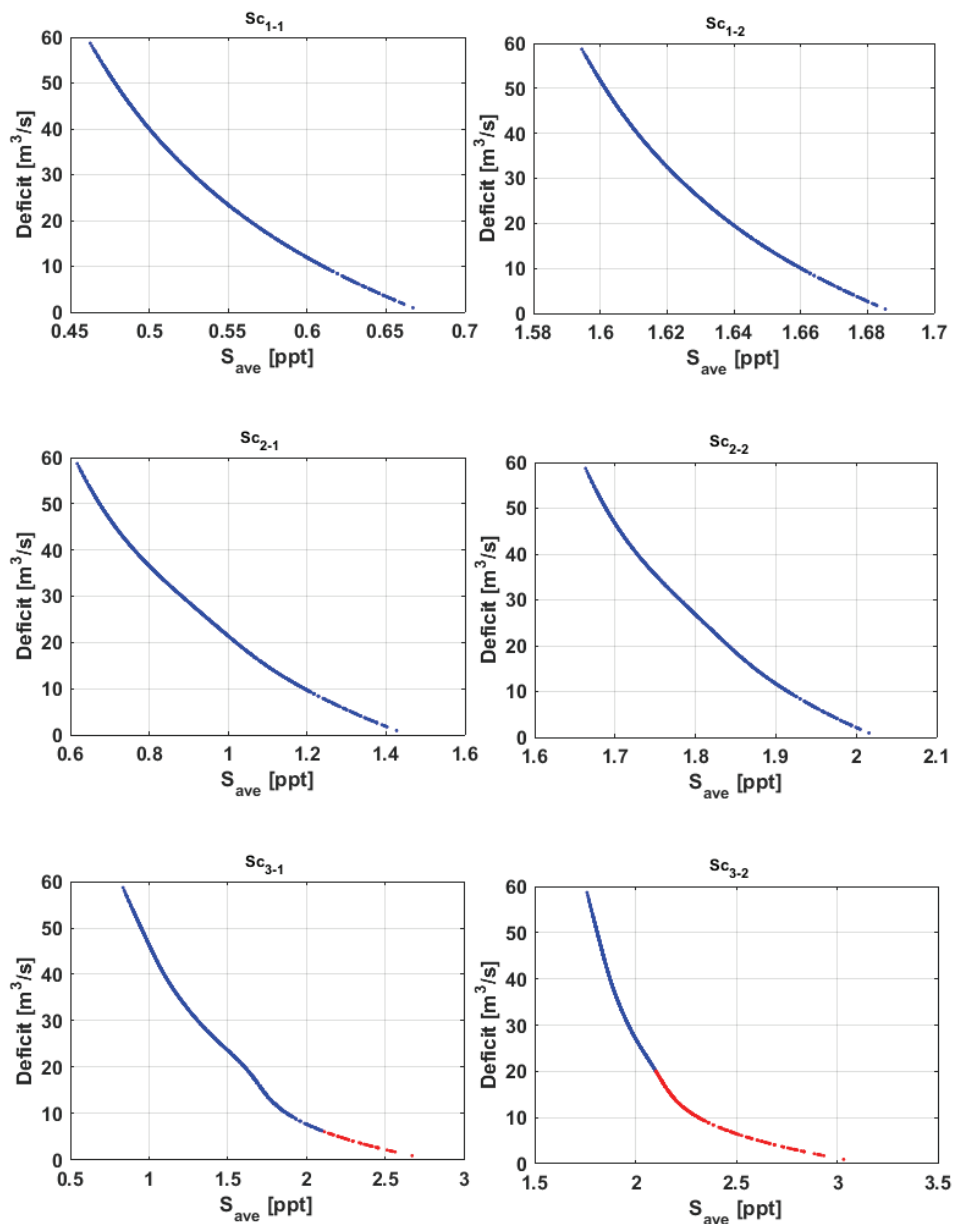 Sc1-1
60
50
40
30
20
10
0
Deficit [m3/s]
0.45 0.5 0.55 0.6 0.65 0.7
Save [ppt]
Sc1-2
60
50
40
30
20
10
0
Deficit [m3/s]
1.58 1.6 1.62 1.64 1.66 1.68 1.7
Save [ppt]
Sc2-1
60
50
40
30
20
10
0
Deficit [m3/s]
0.6 0.8 1 1.2 1.4 1.6
Save [ppt]
Sc2-2
60
50
40
30
20
10
0
Deficit [m3/s]
1.6 1.7 1.8 1.9 2 2.1
Save [ppt]
Sc3-1
60
50
40
30
20
10
0
Deficit [m3/s]
0.5 1 1.5 2 2.5 3
Save [ppt]
Sc3-2
60
50
40
30
20
10
0
Deficit [m3/s]
1.5 2 2.5 3 3.5
Save [ppt]